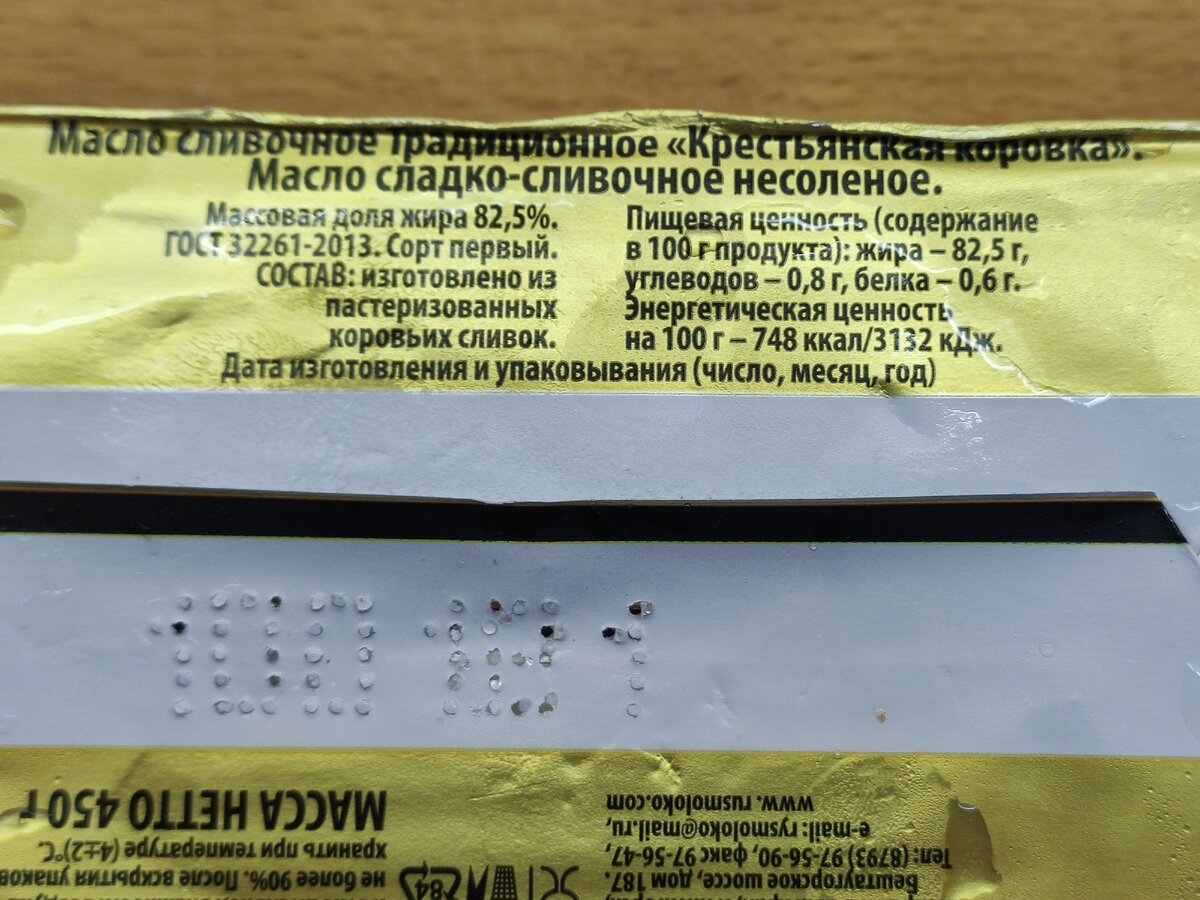 Масло сливочное Традиционное «Крестьянская коровка».
Масло сладко-сливочное несоленое.
Массовая доля жира 82,5%.
ГОСТ 32261-2013. Сорт первый.
СОСТАВ: изготовлено из
пастеризованных
коровьих сливок.
Пищевая ценность (содержание
в 100 г продукта): жира – 82,5 г,
углеводов – 0,8 г, белка – 0,6 г.
Энергетическая ценность
на 100 г – 748 ккал/3132 кДж.
Дата изготовления и упаковывания (число, месяц, год)
Бештаугорское шоссе, дом 187.
Тел: (8793) 97-56-90, факс 97-56-47,
e-mail: rysmoloko@mail.ru,
www. rusmoloko.com
84
не более 90%. После вскрытия
хранить при температуре (4±2)°С.
МАССА НЕТТО 450 г